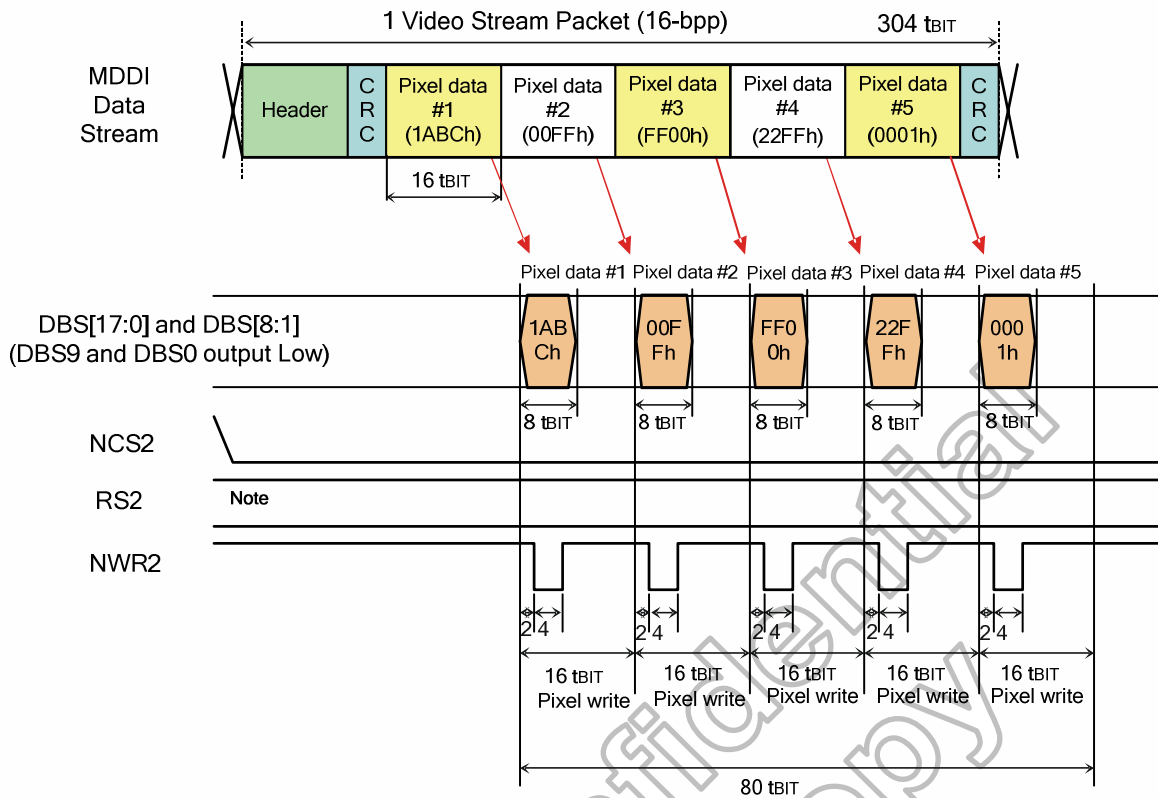 1 Video Stream Packet (16-bpp)
304 tBIT
MDDI
Data
Stream
Header
C
R
C
Pixel data
#1
(1ABCh)
Pixel data
#2
(00FFh)
Pixel data
#3
(FF00h)
Pixel data
#4
(22FFh)
Pixel data
#5
(0001h)
C
R
C
16 tBIT
Pixel data #1 Pixel data #2 Pixel data #3 Pixel data #4 Pixel data #5
DBS[17:0] and DBS[8:1]
(DBS9 and DBS0 output Low)
1AB
Ch
00F
Fh
FF0
0h
22F
Fh
000
1h
8 tBIT 8 tBIT 8 tBIT 8 tBIT 8 tBIT
NCS2
RS2
Note
NWR2
2 4 2 4 2 4 2 4 2 4
16 tBIT
Pixel write
16 tBIT
Pixel write
16 tBIT
Pixel write
16 tBIT
Pixel write
16 tBIT
Pixel write
80 tBIT
fidential
opy